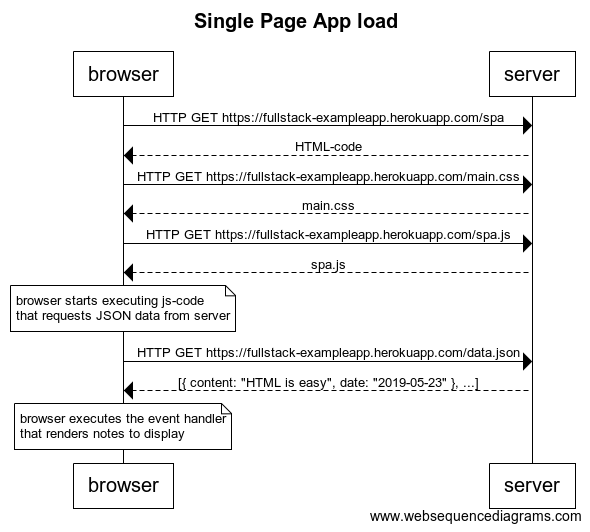 Single Page App load
browser
server
HTTP GET https://fullstack-exampleapp.herokuapp.com/spa
HTML-code
HTTP GET https://fullstack-exampleapp.herokuapp.com/main.css
main.css
HTTP GET https://fullstack-exampleapp.herokuapp.com/spa.js
spa.js
browser starts executing js-code
that requests JSON data from server
HTTP GET https://fullstack-exampleapp.herokuapp.com/data.json
[{ content: "HTML is easy", date: "2019-05-23" }, ...]
browser executes the event handler
that renders notes to display
browser
server
www.websequencediagrams.com